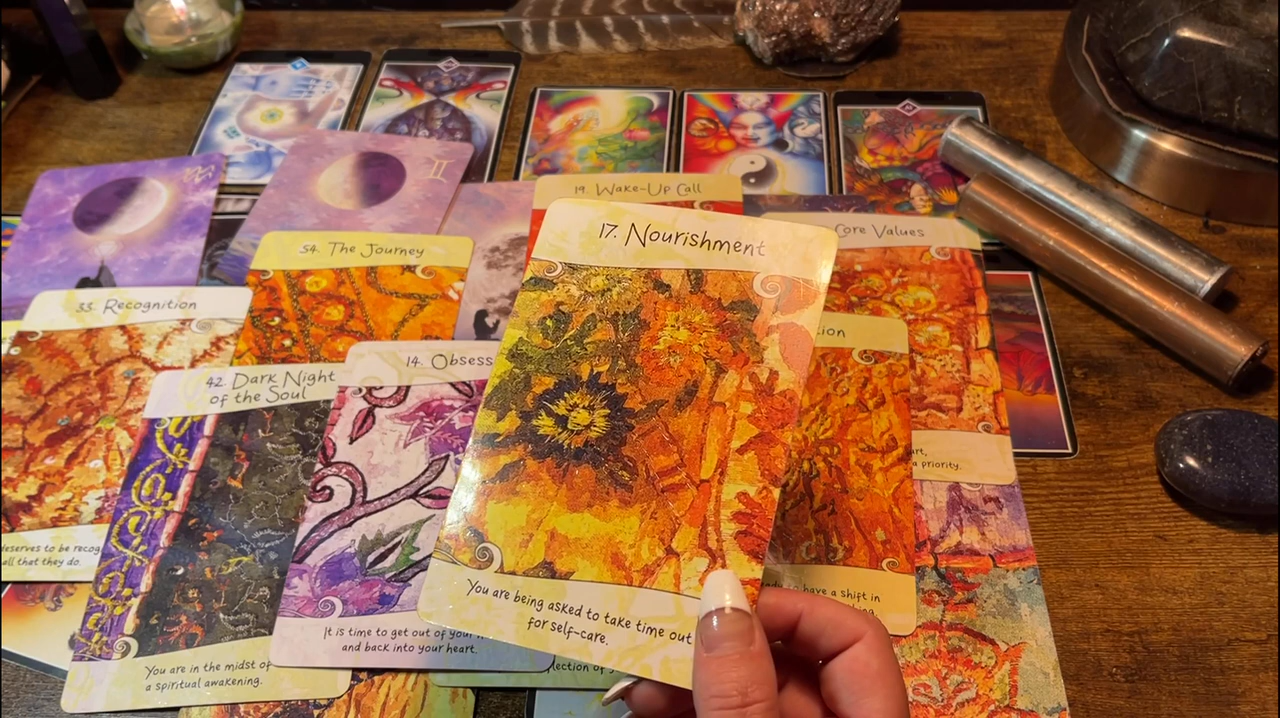 19. Wake-Up Call
17. Nourishment
Core Values
54. The Journey
33. Recognition
14. Obsess
42. Dark Night
of the Soul
a priority.
deserves to be recog
all that they do.
have a shift in
You are being asked to take time out
for self-care.
It is time to get out of your
and back into your heart.
You are in the midst of
a spiritual awakening.